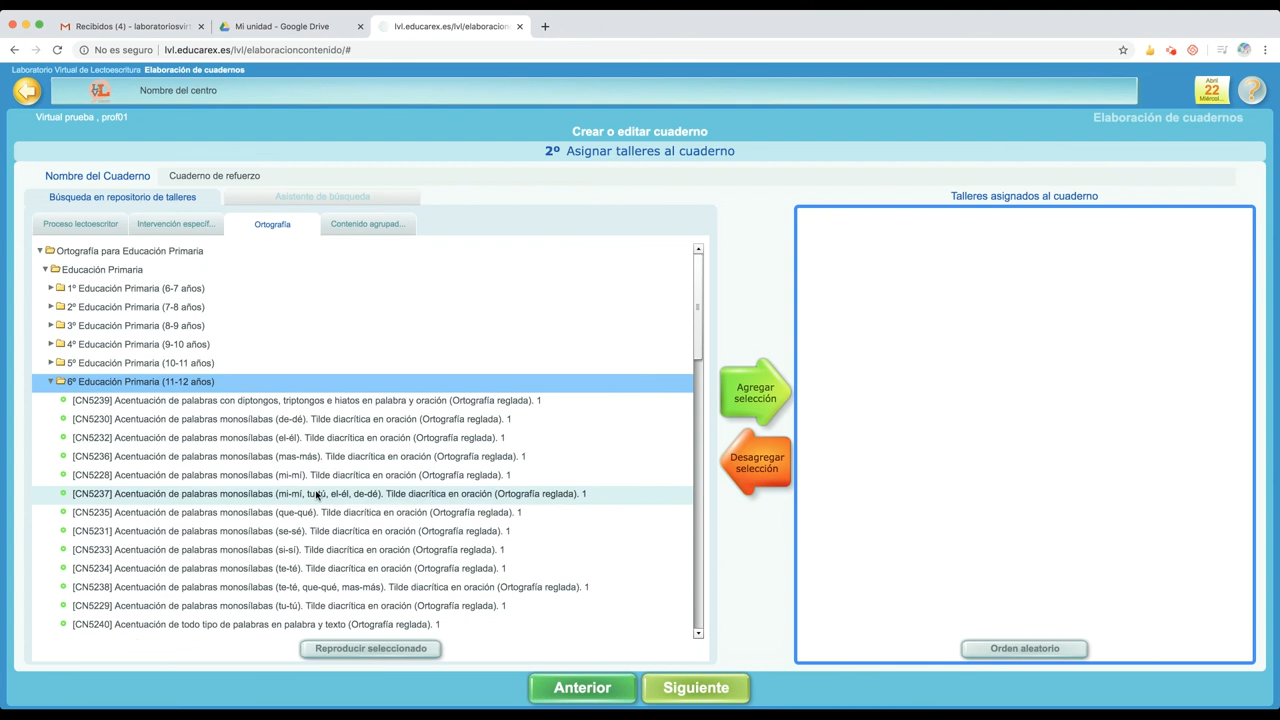 Recibidos (4) - laboratoriosvir
Mi unidad - Google Drive
lvl.educarex.es/lvl/elaboracion
No es seguro
lvl.educarex.es/lvl/elaboracioncontenido/#
Laboratorio Virtual de Lectoescritura Elaboración de cuadernos
Nombre del centro
Abril
22
Miércol...
?
Virtual prueba , prof01
Elaboración de cuadernos
Crear o editar cuaderno
2º Asignar talleres al cuaderno
Nombre del Cuaderno Cuaderno de refuerzo
Búsqueda en repositorio de talleres
Asistente de búsqueda
Talleres asignados al cuaderno
Proceso lectoescritor
Intervención específ...
Ortografía
Contenido agrupad...
Ortografía para Educación Primaria
Educación Primaria
1º Educación Primaria (6-7 años)
2º Educación Primaria (7-8 años)
3º Educación Primaria (8-9 años)
4º Educación Primaria (9-10 años)
5º Educación Primaria (10-11 años)
6º Educación Primaria (11-12 años)
[CN5239] Acentuación de palabras con diptongos, triptongos e hiatos en palabra y oración (Ortografía reglada). 1
[CN5230] Acentuación de palabras monosílabas (de-dé). Tilde diacrítica en oración (Ortografía reglada). 1
[CN5232] Acentuación de palabras monosílabas (el-él). Tilde diacrítica en oración (Ortografía reglada). 1
[CN5236] Acentuación de palabras monosílabas (mas-más). Tilde diacrítica en oración (Ortografía reglada). 1
[CN5228] Acentuación de palabras monosílabas (mi-mí). Tilde diacrítica en oración (Ortografía reglada). 1
[CN5237] Acentuación de palabras monosílabas (mi-mí, tu-tú, el-él, de-dé). Tilde diacrítica en oración (Ortografía reglada). 1
[CN5235] Acentuación de palabras monosílabas (que-qué). Tilde diacrítica en oración (Ortografía reglada). 1
[CN5231] Acentuación de palabras monosílabas (se-sé). Tilde diacrítica en oración (Ortografía reglada). 1
[CN5233] Acentuación de palabras monosílabas (si-sí). Tilde diacrítica en oración (Ortografía reglada). 1
[CN5234] Acentuación de palabras monosílabas (te-té). Tilde diacrítica en oración (Ortografía reglada). 1
[CN5238] Acentuación de palabras monosílabas (te-té, que-qué, mas-más). Tilde diacrítica en oración (Ortografía reglada). 1
[CN5229] Acentuación de palabras monosílabas (tu-tú). Tilde diacrítica en oración (Ortografía reglada). 1
[CN5240] Acentuación de todo tipo de palabras en palabra y texto (Ortografía reglada). 1
Agregar
selección
Desagregar
selección
Reproducir seleccionado
Orden aleatorio
Anterior
Siguiente